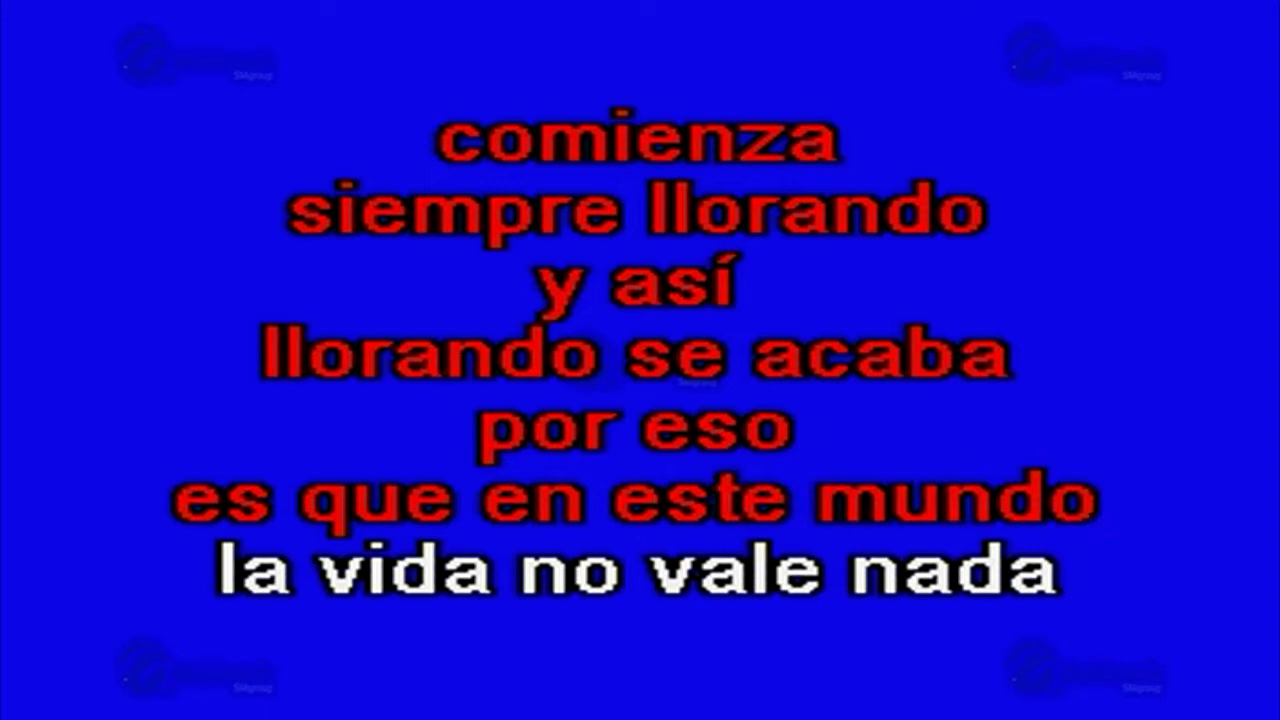 comienza
siempre llorando
y así
llorando se acaba
por eso
es que en este mundo
la vida no vale nada